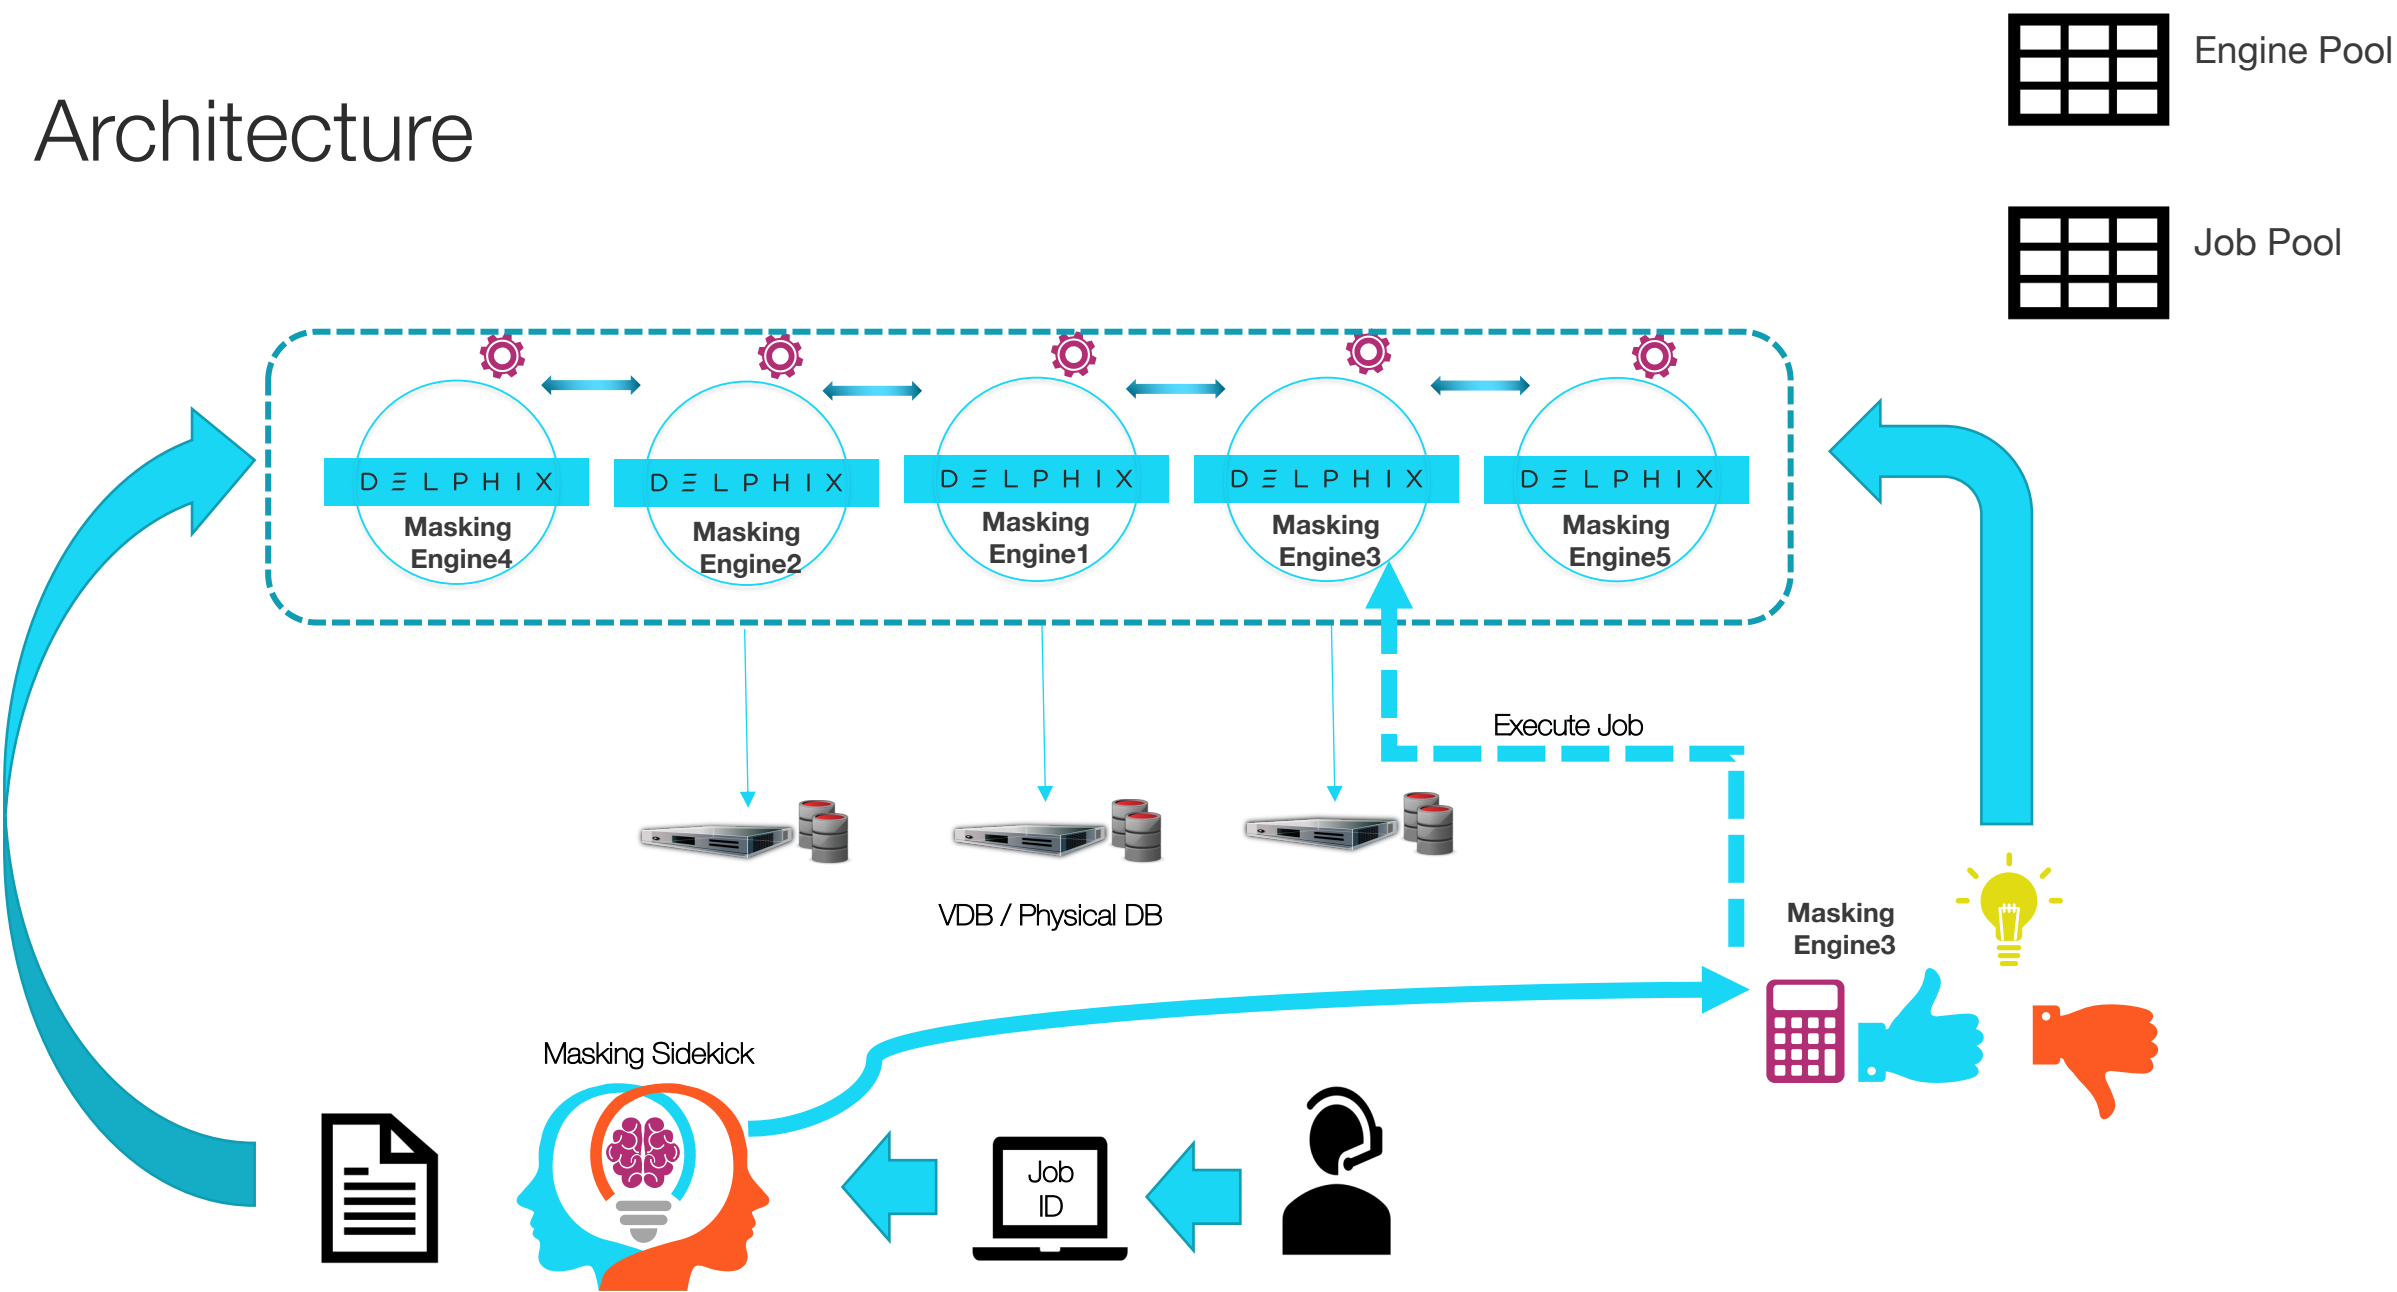 Engine Pool
Architecture
Job Pool
DELPHIX
Masking
Engine4
DELPHIX
Masking
Engine2
DELPHIX
Masking
Engine1
DELPHIX
Masking
Engine3
DELPHIX
Masking
Engine5
Execute Job
VDB / Physical DB
Masking
Engine3
Masking Sidekick
Job
ID